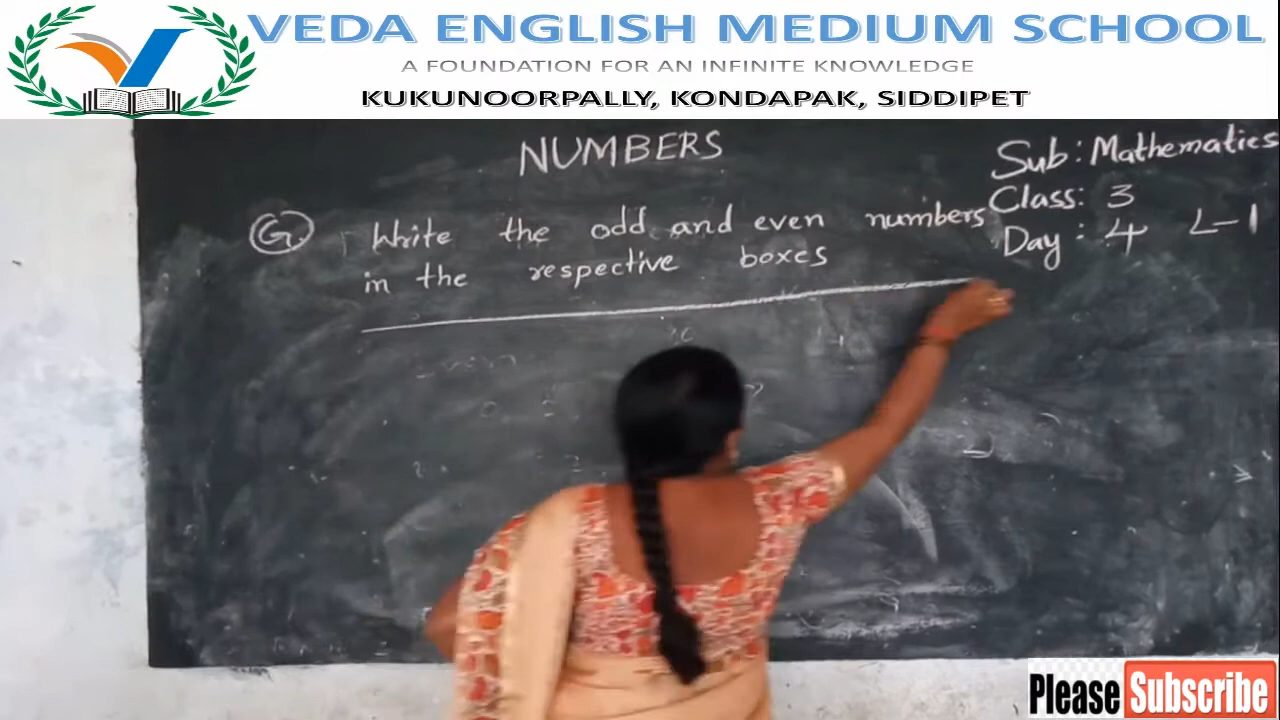 VEDA ENGLISH MEDIUM SCHOOL
A FOUNDATION FOR AN INFINITE KNOWLEDGE
KUKUNOORPALLY, KONDAPAK, SIDDIPET
NUMBERS
Sub: Mathematics
Class: 3
Day: 4 L-1
G Write the odd and even numbers
in the respective boxes
Please Subscribe